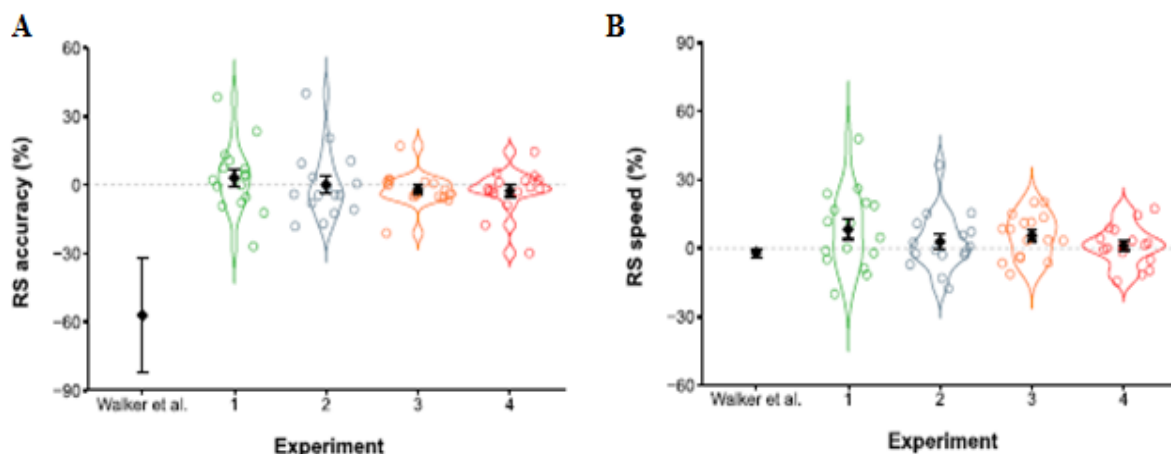 A
RS accuracy (%)
60
30
0
−30
−60
−90
Walker et al. 1 2 3 4
Experiment
B
RS speed (%)
90
60
30
0
−30
−60
Walker et al. 1 2 3 4
Experiment